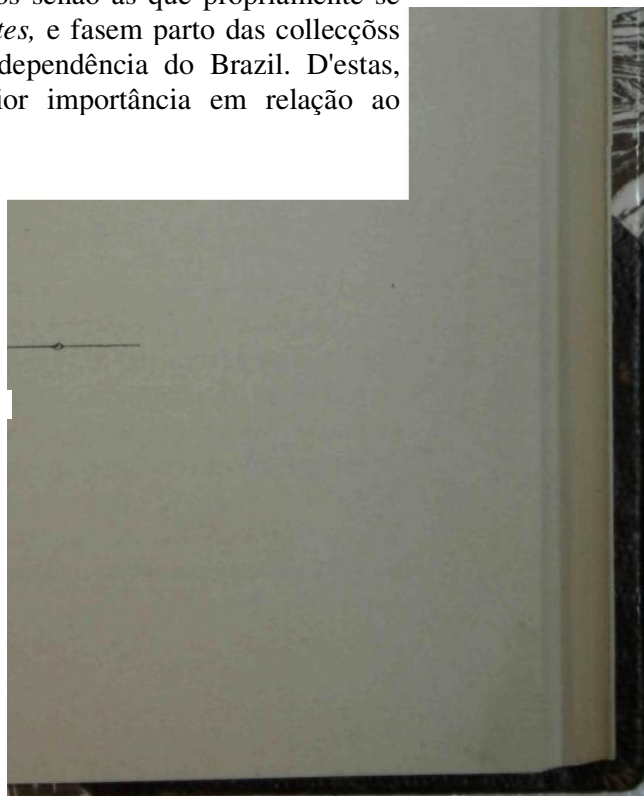 senão as que propriamente se
tes, e fasem parto das collecçõss
dependência do Brazil. D'estas,
ior importância em relação ao